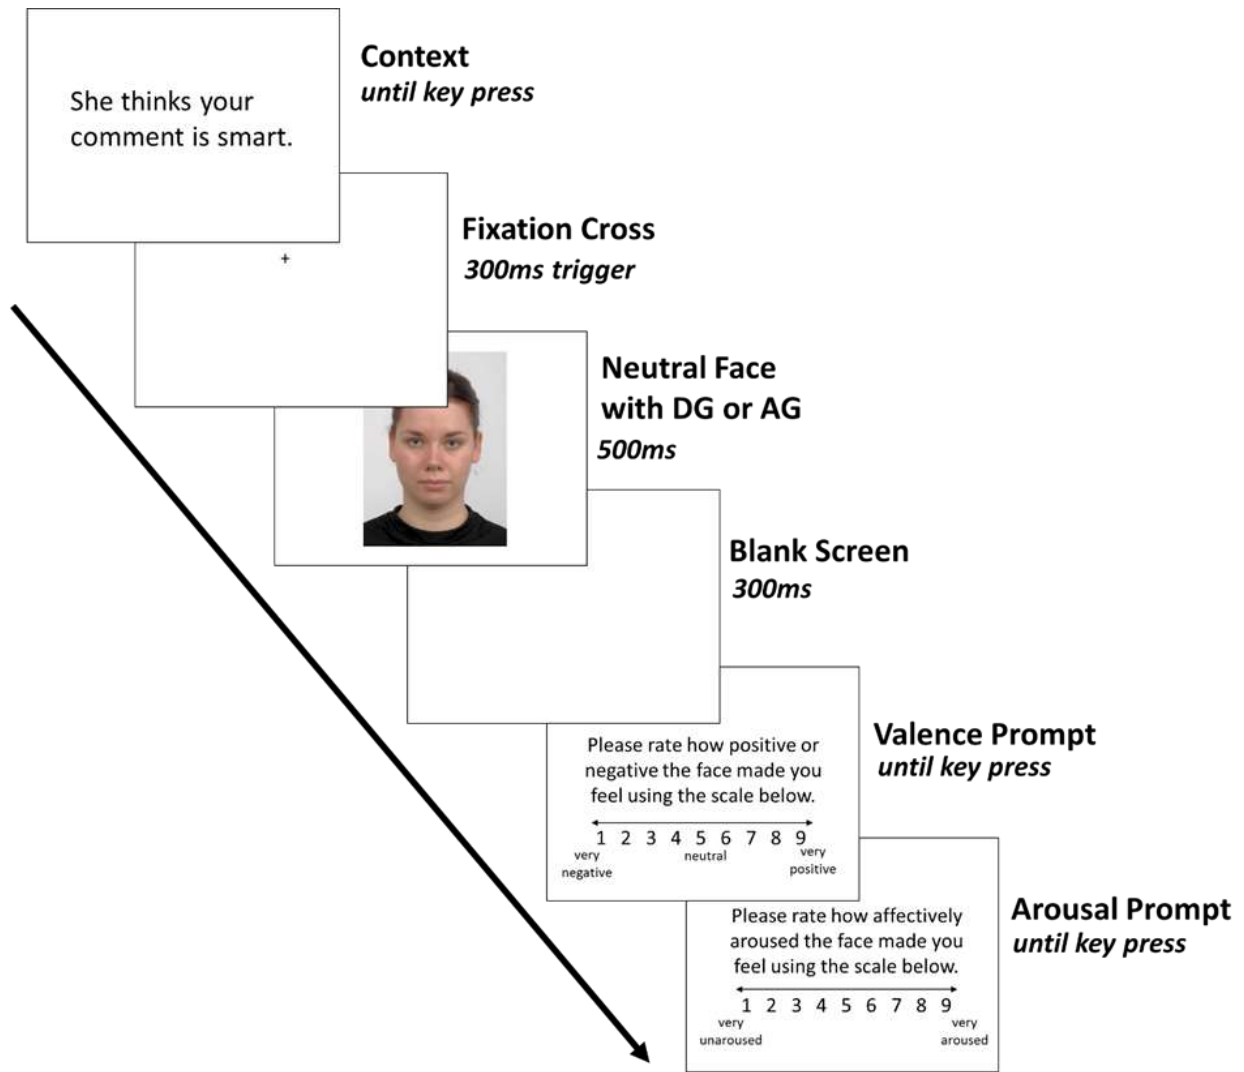 She thinks your
comment is smart.
Context
until key press
+
Fixation Cross
300ms trigger
Neutral Face
with DG or AG
500ms
Blank Screen
300ms
Please rate how positive or
negative the face made you
feel using the scale below.
1 2 3 4 5 6 7 8 9
very
negative
neutral
very
positive
Valence Prompt
until key press
Please rate how affectively
aroused the face made you
feel using the scale below.
1 2 3 4 5 6 7 8 9
very
unaroused
very
aroused
Arousal Prompt
until key press